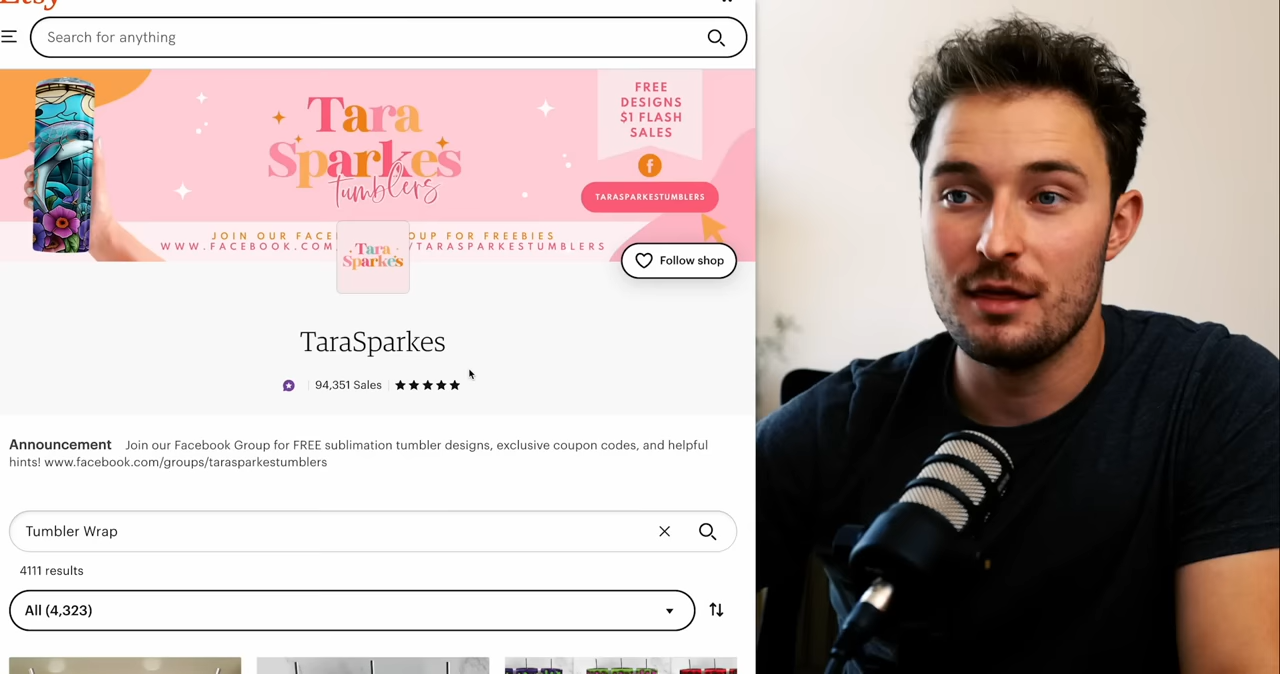 Etsy
Search for anything
Tara
Sparkes
tumblers
FREE
DESIGNS
$1 FLASH
SALES
f
TARASPARKESTUMBLERS
JOIN OUR FACE OUP FOR FREEBIES
WWW.FACEBOOK.COM /TARASPARKESTUMBLERS
Tara
Sparkes
Follow shop
TaraSparkes
94,351 Sales
Announcement Join our Facebook Group for FREE sublimation tumbler designs, exclusive coupon codes, and helpful
hints! www.facebook.com/groups/tarasparkestumblers
Tumbler Wrap
4111 results
All (4,323)